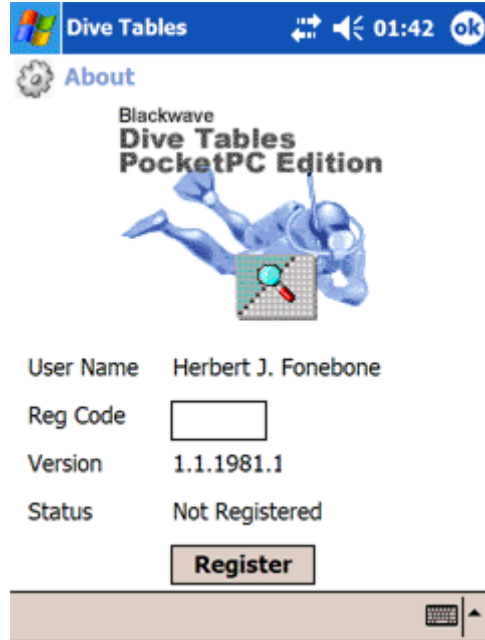 Dive Tables 01:42 ok
About
Blackwave
Dive Tables
PocketPC Edition
User Name Herbert J. Fonebone
Reg Code
Version 1.1.1981.1
Status Not Registered
Register